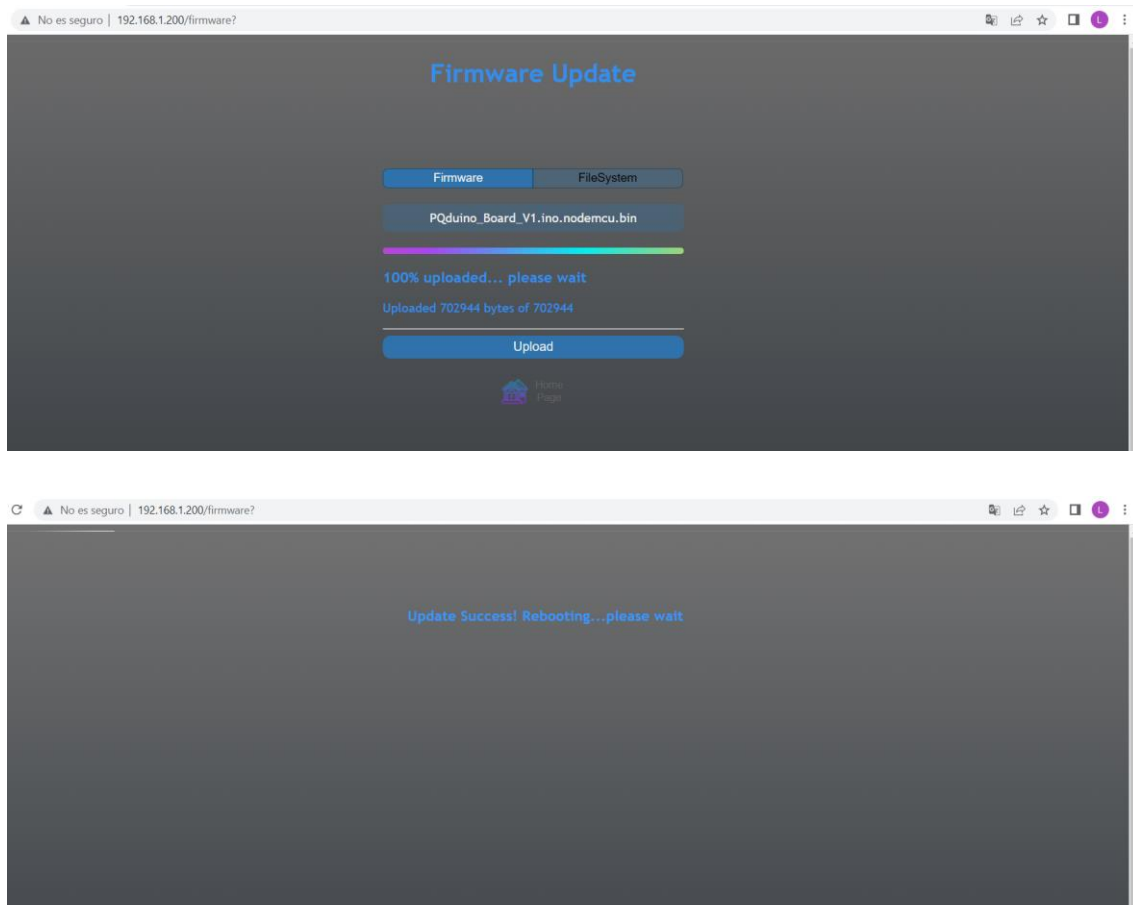 No es seguro | 192.168.1.200/firmware?
L
Firmware Update
Firmware FileSystem
PQduino_Board_V1.ino.nodemcu.bin
100% uploaded... please wait
Uploaded 702944 bytes of 702944
Upload
Home
Page
No es seguro | 192.168.1.200/firmware?
L
Update Success! Rebooting...please wait